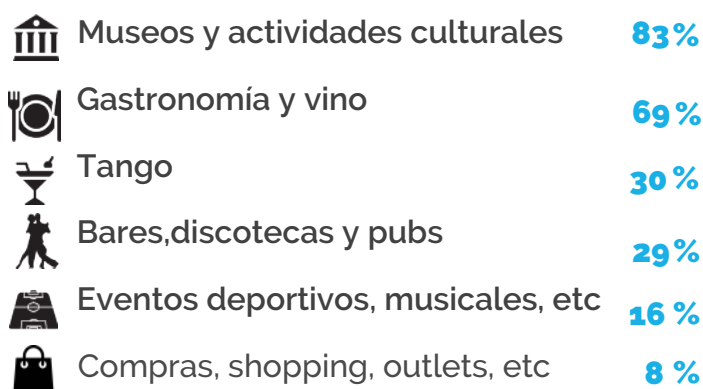 Museos y actividades culturales 83%
Gastronomía y vino 69%
Tango 30 %
Bares,discotecas y pubs 29%
Eventos deportivos, musicales, etc 16 %
Compras, shopping, outlets, etc 8 %